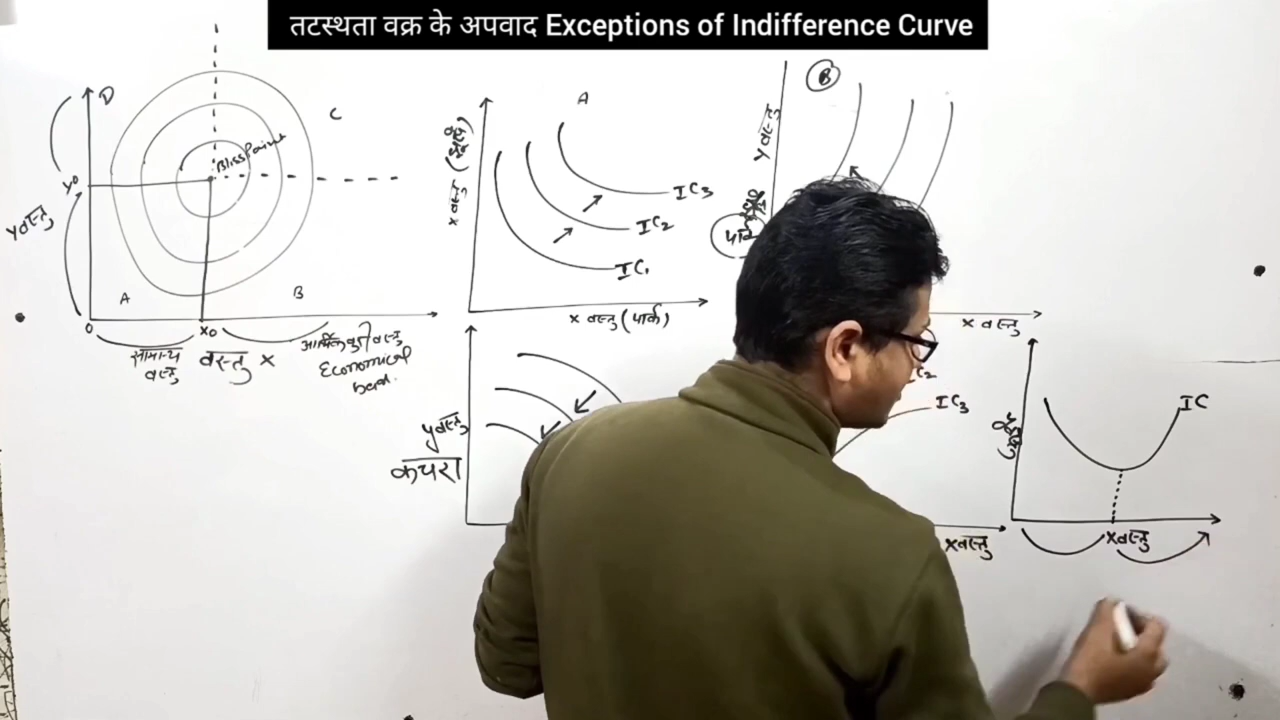 तटस्थता वक्र के अपवाद Exceptions of Indifference Curve
D
C
Bliss Point
y0
y वस्तु
A
B
0
x0
सामान्य
वस्तु
वस्तु x
Economical
A
x वस्तु
IC3
IC2
IC1
x वस्तु (पार्क)
B
y वस्तु
x वस्तु
y वस्तु
कचरा
IC3
x वस्तु
IC
x वस्तु